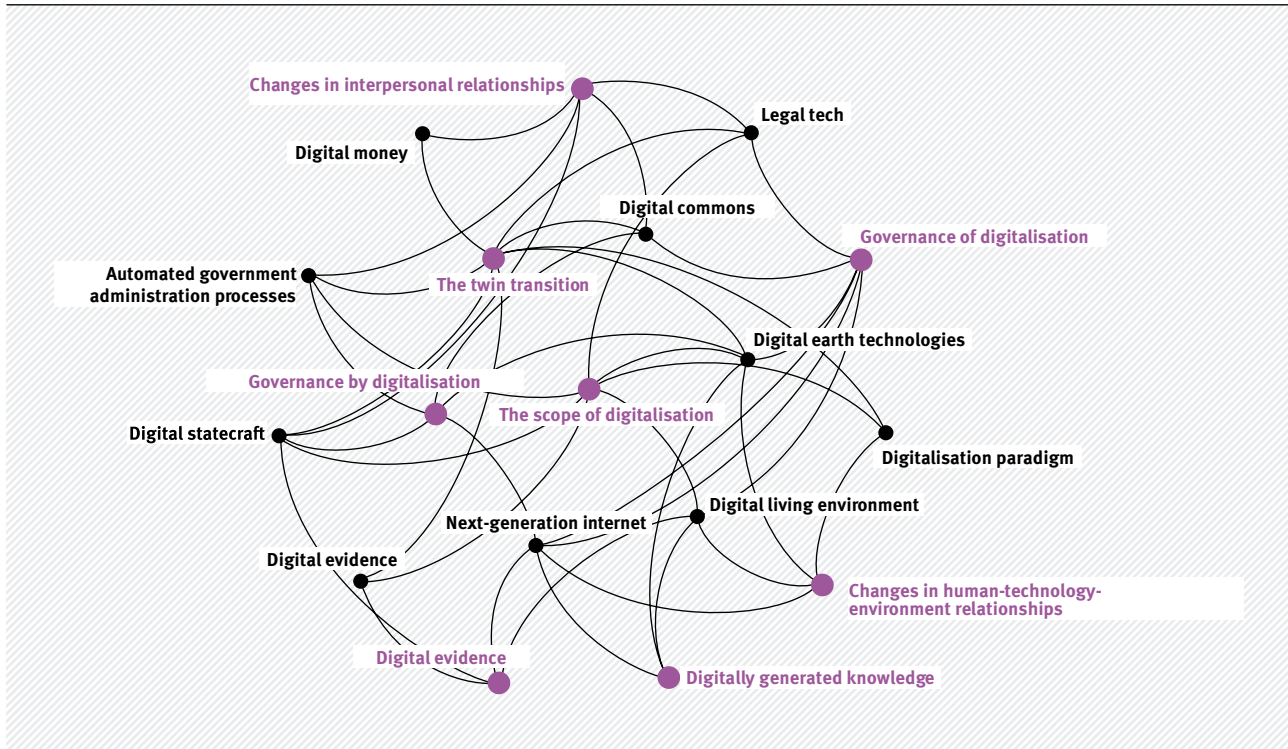 Changes in interpersonal relationships
Legal tech
Digital money
Digital commons
Governance of digitalisation
Automated government
administration processes
The twin transition
Digital earth technologies
Governance by digitalisation
The scope of digitalisation
Digital statecraft
Digitalisation paradigm
Digital living environment
Next-generation internet
Digital evidence
Changes in human-technology-
environment relationships
Digital evidence
Digitally generated knowledge